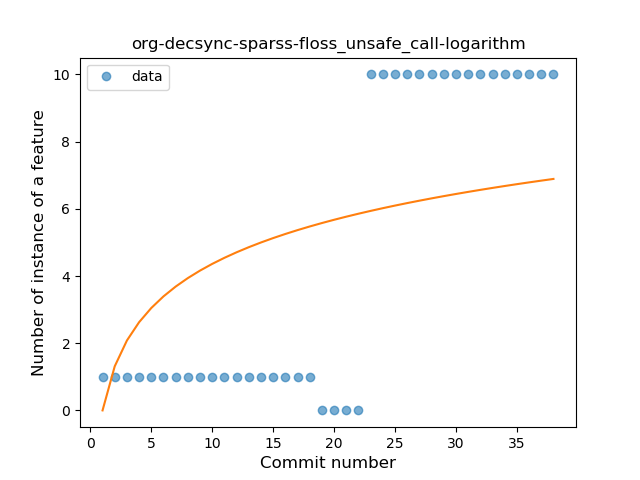 org-decsync-sparss-floss_unsafe_call-logarithm
data
Number of instance of a feature
10
8
6
4
2
0
0 5 10 15 20 25 30 35
Commit number